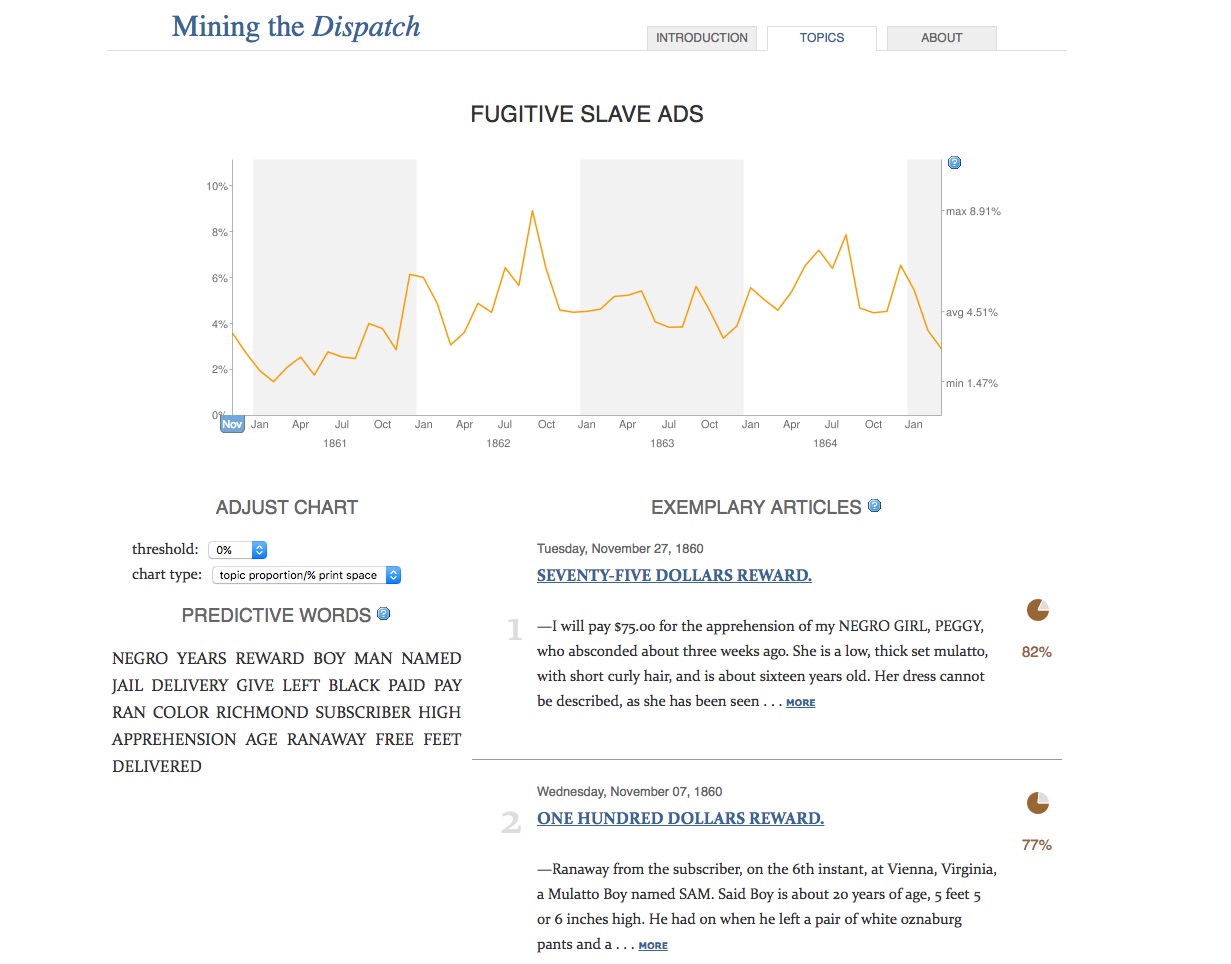 Mining the Dispatch
INTRODUCTION
TOPICS
ABOUT
FUGITIVE SLAVE ADS
?
10%
8%
6%
4%
2%
0%
max 8.91%
avg 4.51%
min 1.47%
Nov Jan Apr Jul Oct Jan Apr Jul Oct Jan Apr Jul Oct Jan Apr Jul Oct Jan
1861 1862 1863 1864
ADJUST CHART
threshold: 0%
chart type: topic proportion/% print space
PREDICTIVE WORDS ?
NEGRO YEARS REWARD BOY MAN NAMED
JAIL DELIVERY GIVE LEFT BLACK PAID PAY
RAN COLOR RICHMOND SUBSCRIBER HIGH
APPREHENSION AGE RANAWAY FREE FEET
DELIVERED
EXEMPLARY ARTICLES ?
Tuesday, November 27, 1860
SEVENTY-FIVE DOLLARS REWARD.
1
—I will pay $75.00 for the apprehension of my NEGRO GIRL, PEGGY,
who absconded about three weeks ago. She is a low, thick set mulatto,
with short curly hair, and is about sixteen years old. Her dress cannot
be described, as she has been seen . . . MORE
82%
Wednesday, November 07, 1860
2
ONE HUNDRED DOLLARS REWARD.
77%
—Ranaway from the subscriber, on the 6th instant, at Vienna, Virginia,
a Mulatto Boy named SAM. Said Boy is about 20 years of age, 5 feet 5
or 6 inches high. He had on when he left a pair of white oznaburg
pants and a . . . MORE